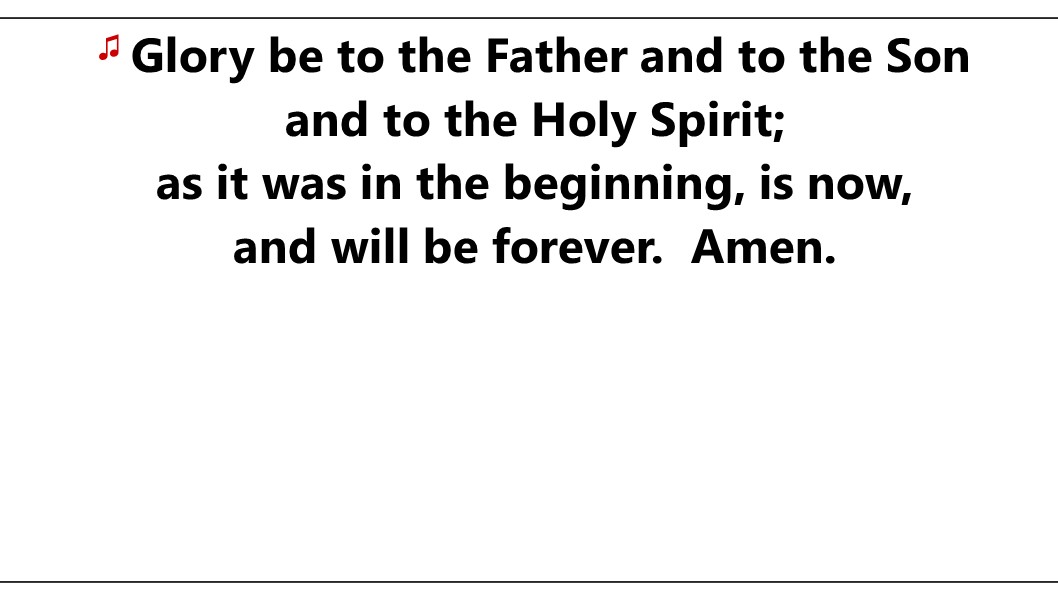 ♫ Glory be to the Father and to the Son
and to the Holy Spirit;
as it was in the beginning, is now,
and will be forever.  Amen.